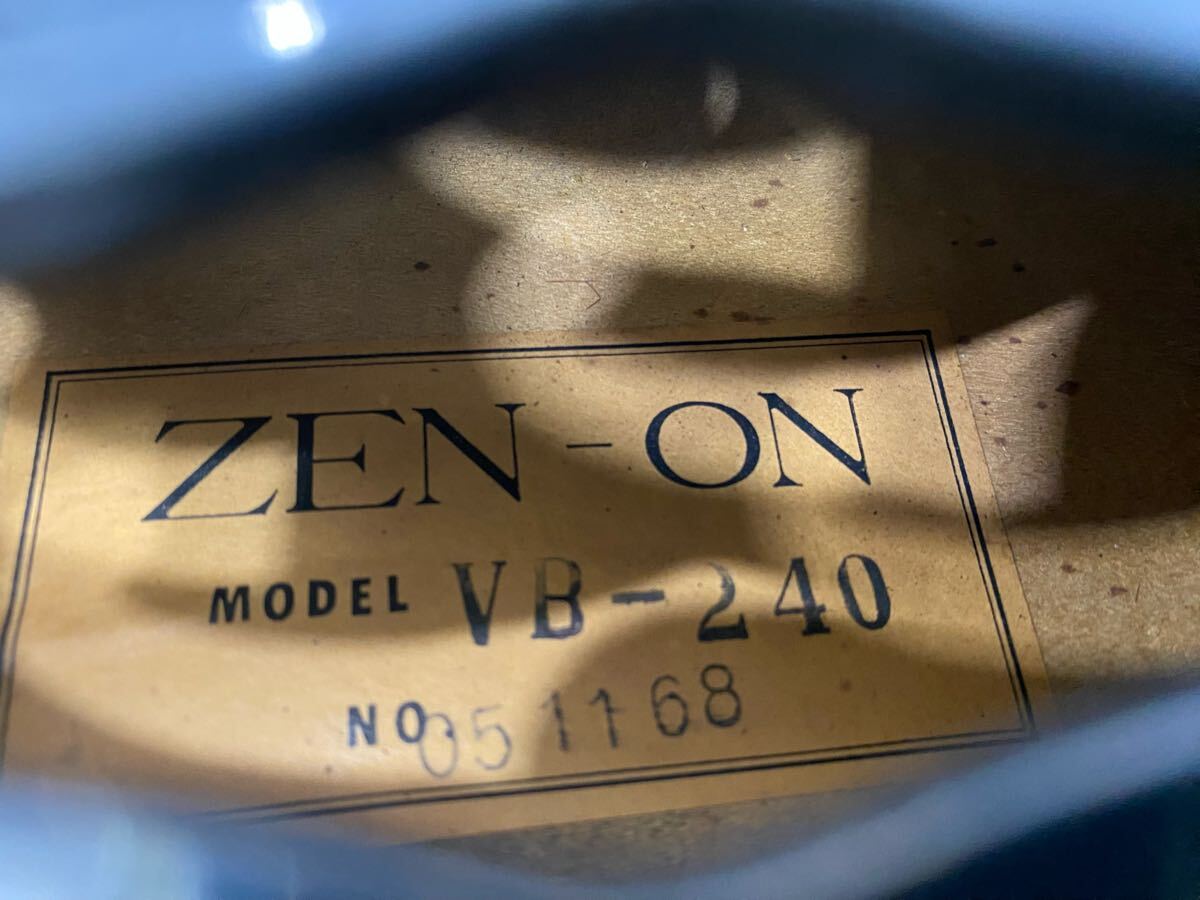 ZEN-ON
MODEL VB-240
NO. 051168